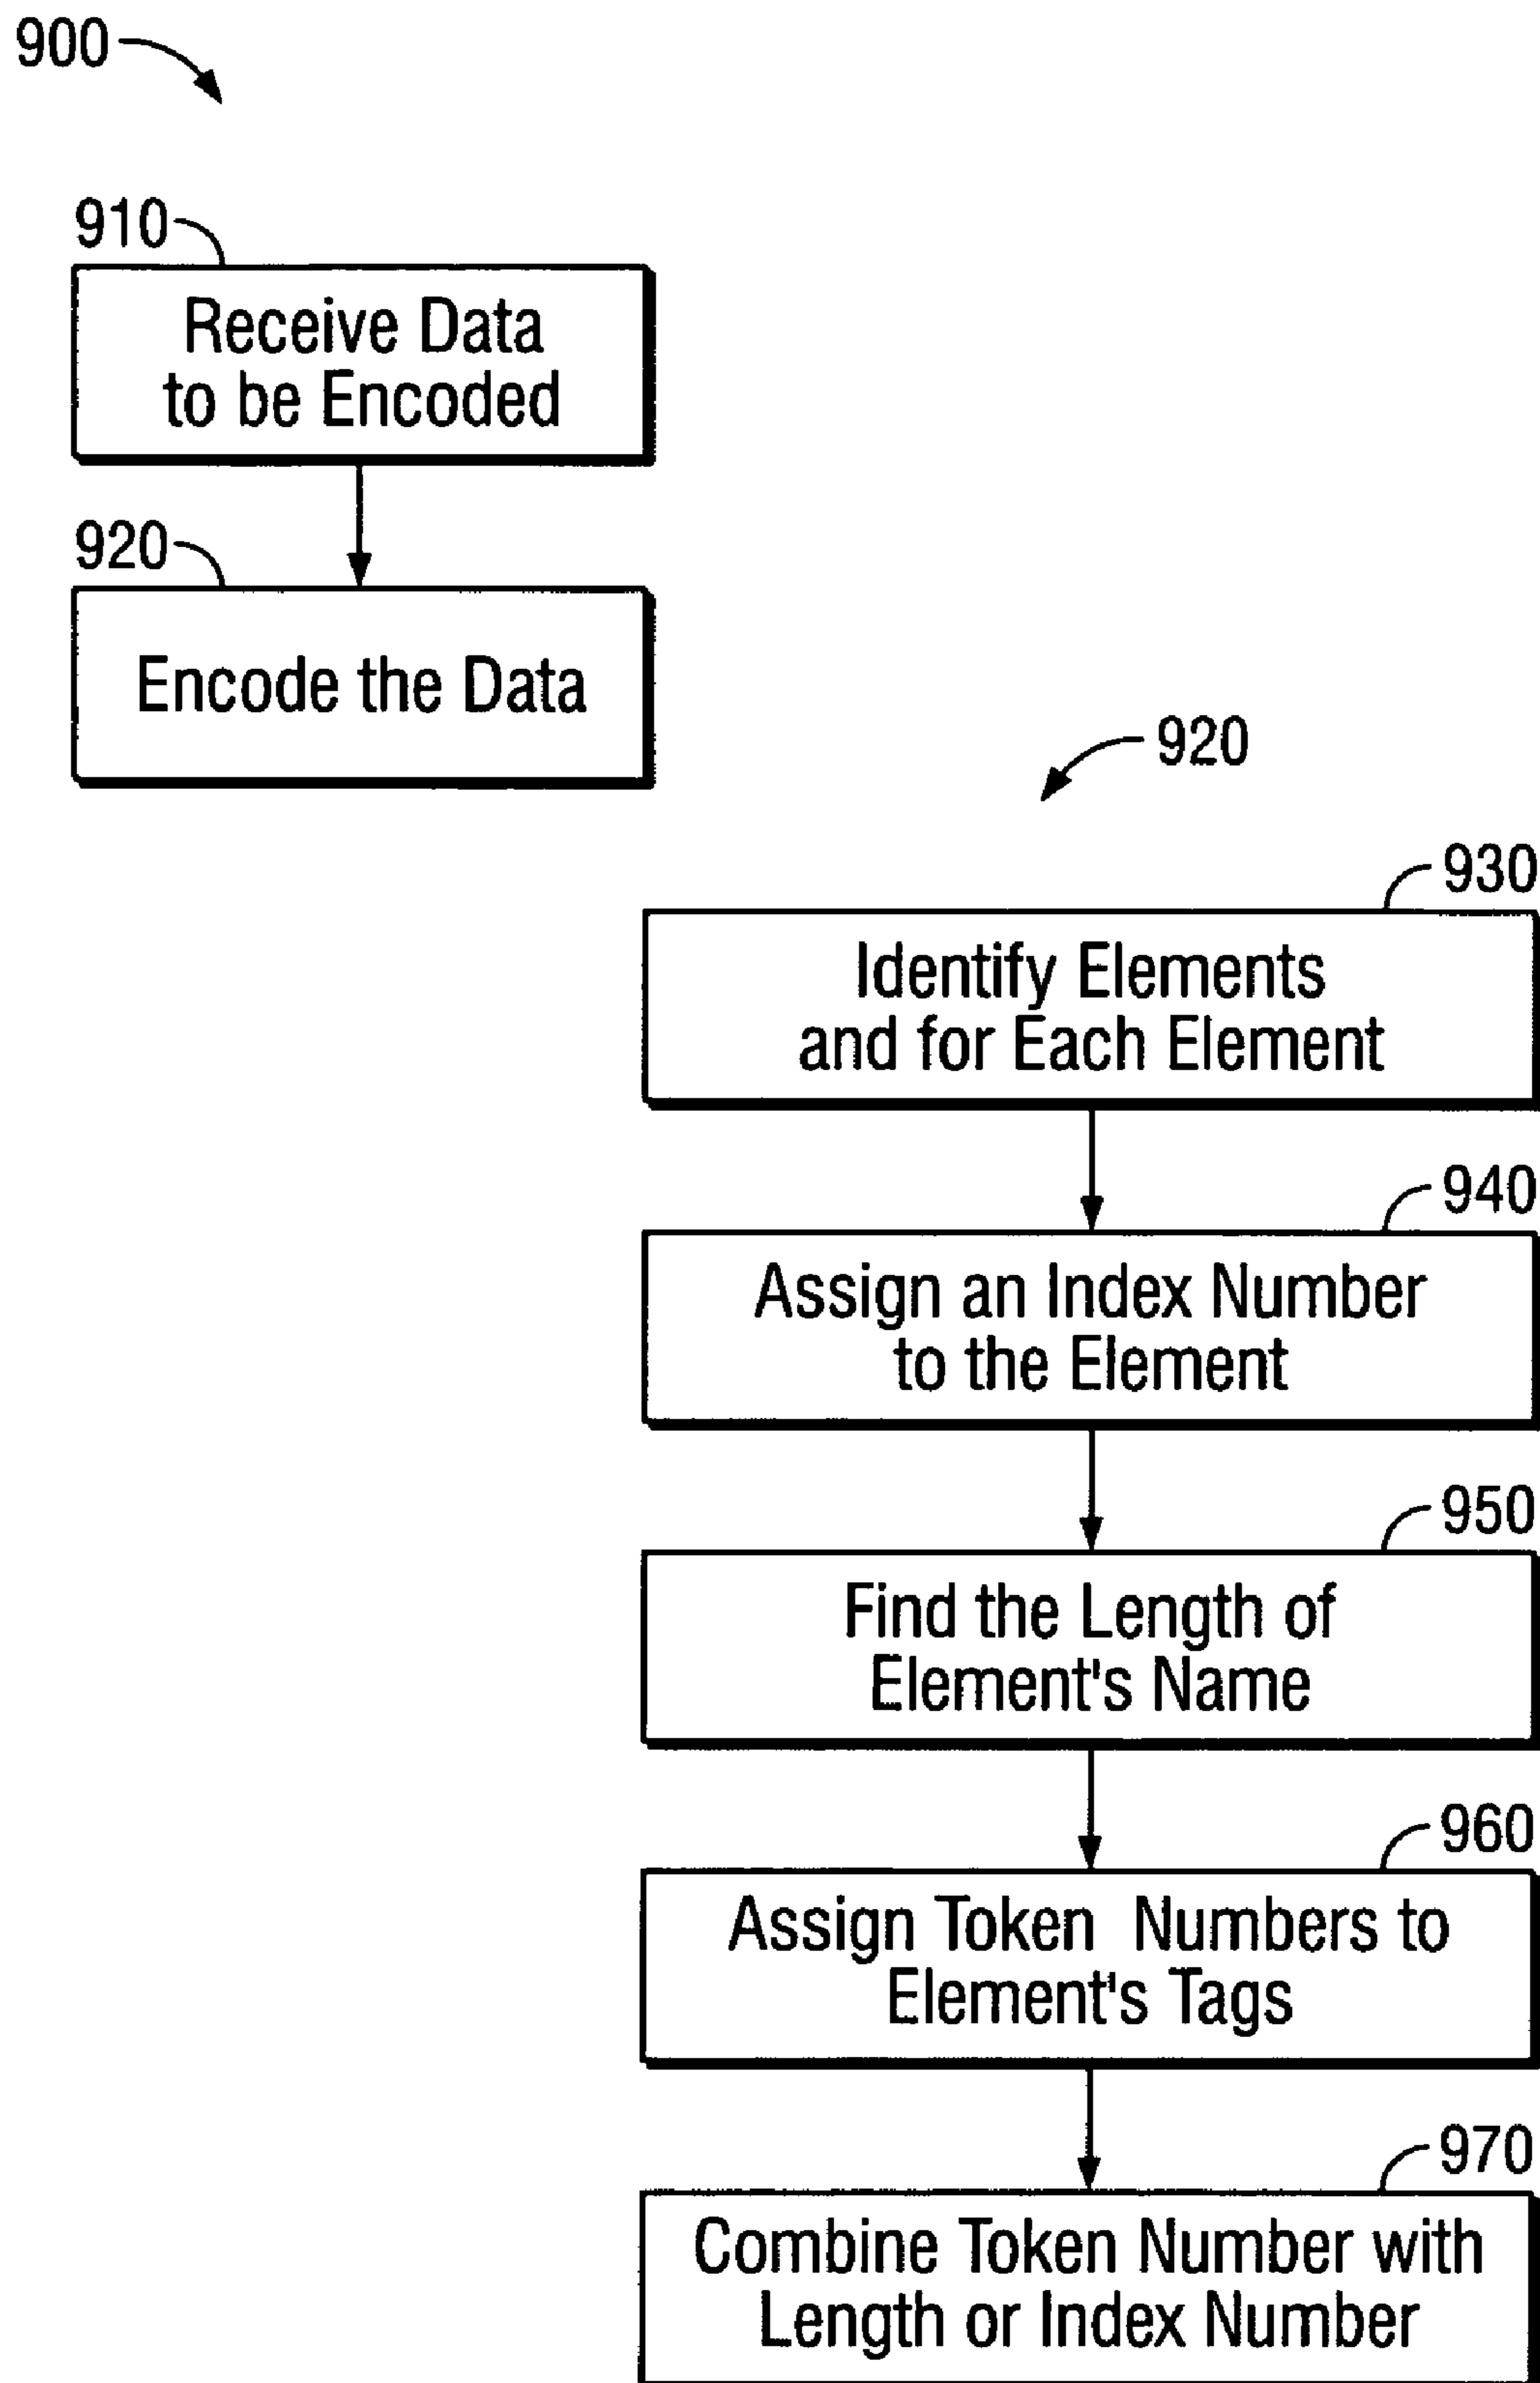 900
910
Receive Data
to be Encoded
920
Encode the Data
920
930
Identify Elements
and for Each Element
940
Assign an Index Number
to the Element
950
Find the Length of
Element's Name
960
Assign Token Numbers to
Element's Tags
970
Combine Token Number with
Length or Index Number